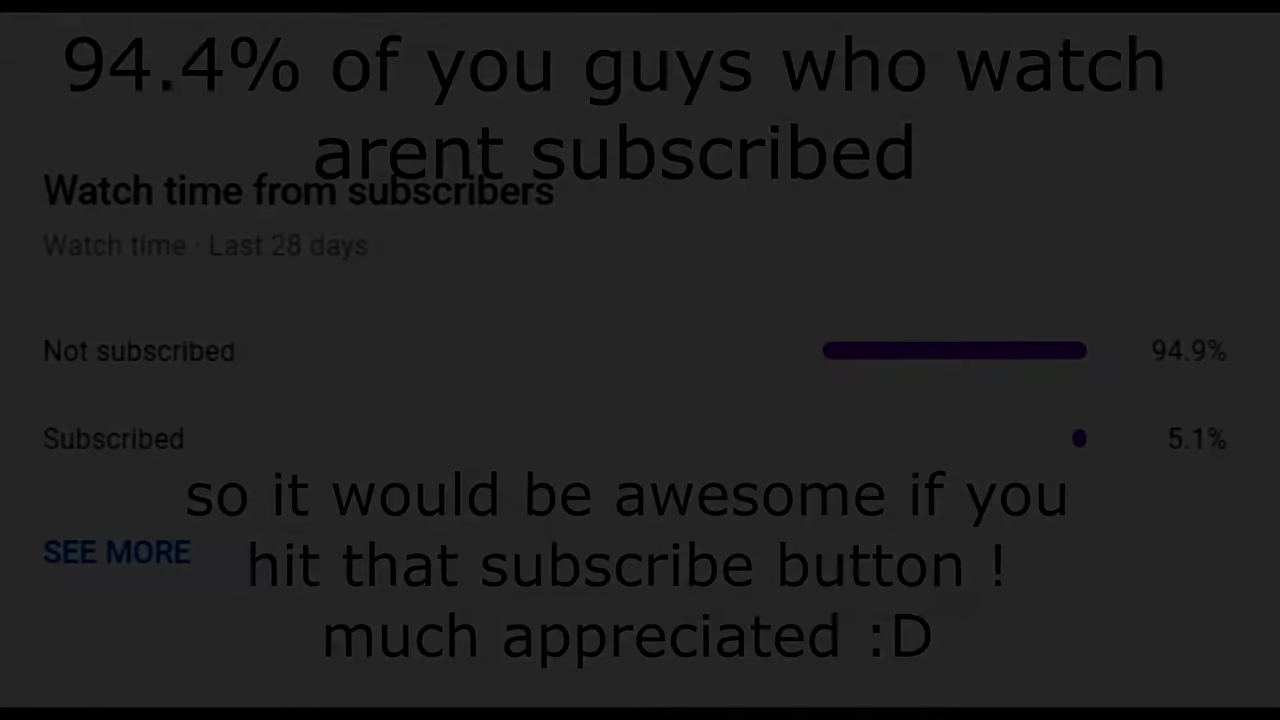 94.4% of you guys who watch
arent subscribed
Watch time from subscribers
Watch time · Last 28 days
Not subscribed 94.9%
Subscribed 5.1%
so it would be awesome if you
SEE MORE
hit that subscribe button !
much appreciated :D